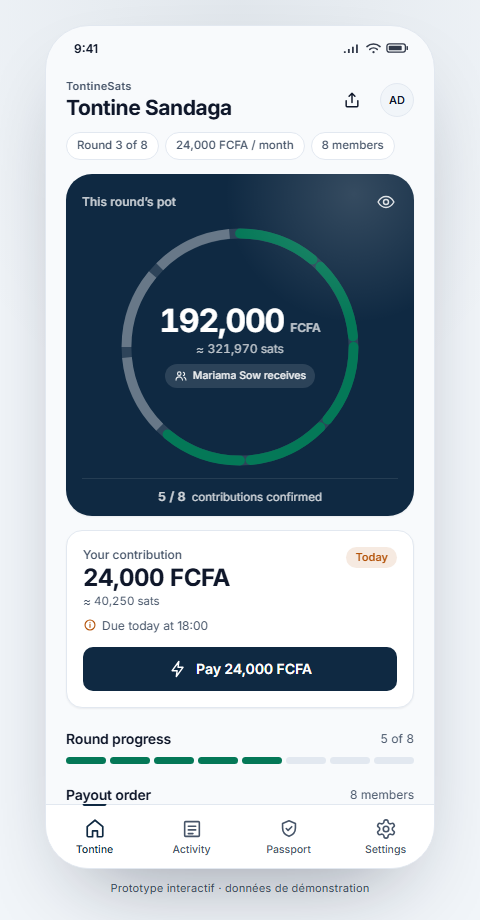 9:41
TontineSats
Tontine Sandaga
AD
Round 3 of 8
24,000 FCFA / month
8 members
This round's pot
192,000 FCFA
≈ 321,970 sats
Mariama Sow receives
5 / 8 contributions confirmed
Your contribution
Today
24,000 FCFA
≈ 40,250 sats
Due today at 18:00
Pay 24,000 FCFA
Round progress
5 of 8
Payout order
8 members
Tontine
Activity
Passport
Settings
Prototype interactif · données de démonstration